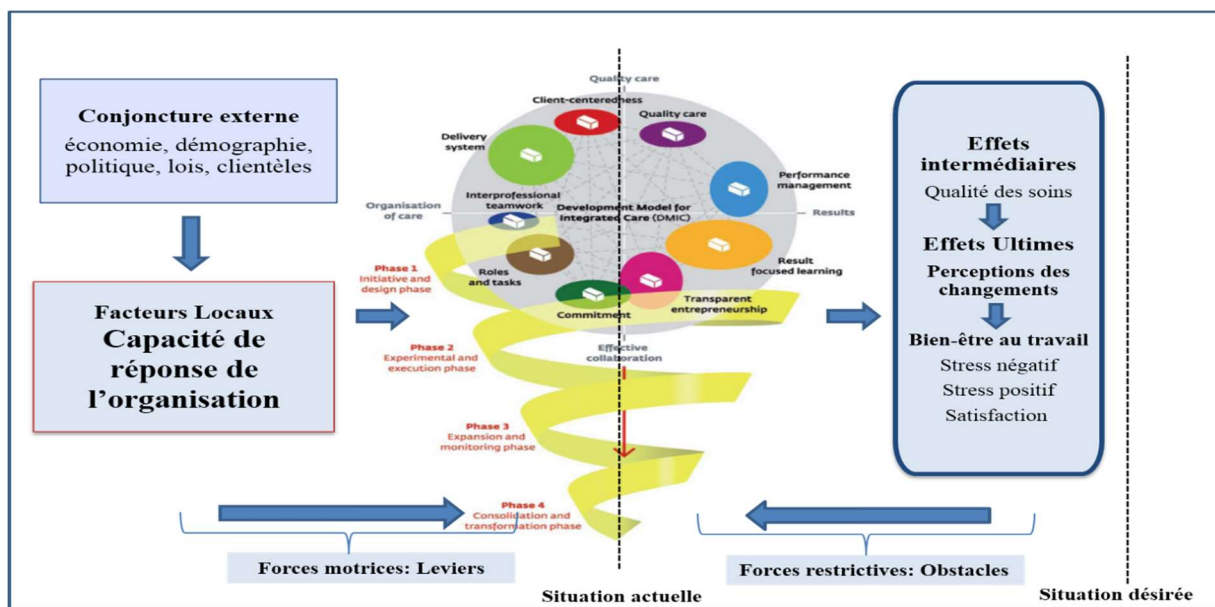 Conjoncture externe
économie, démographie,
politique, lois, clientèles
Facteurs Locaux
Capacité de
réponse de
l’organisation
Quality care
Client-centeredness
Quality care
Delivery
system
Performance
management
Interprofessional
teamwork
Organisation
of care
Development Model for
Integrated Care (DMIC)
Results
Roles
and tasks
Result
focused learning
Commitment
Transparent
entrepreneurship
Effective
collaboration
Phase 1
Initiative and
design phase
Phase 2
Experimental and
execution phase
Phase 3
Expansion and
monitoring phase
Phase 4
Consolidation and
transformation phase
Effets
intermédiaires
Qualité des soins
Effets Ultimes
Perceptions des
changements
Bien-être au travail
Stress négatif
Stress positif
Satisfaction
Forces motrices: Leviers
Forces restrictives: Obstacles
Situation actuelle
Situation désirée